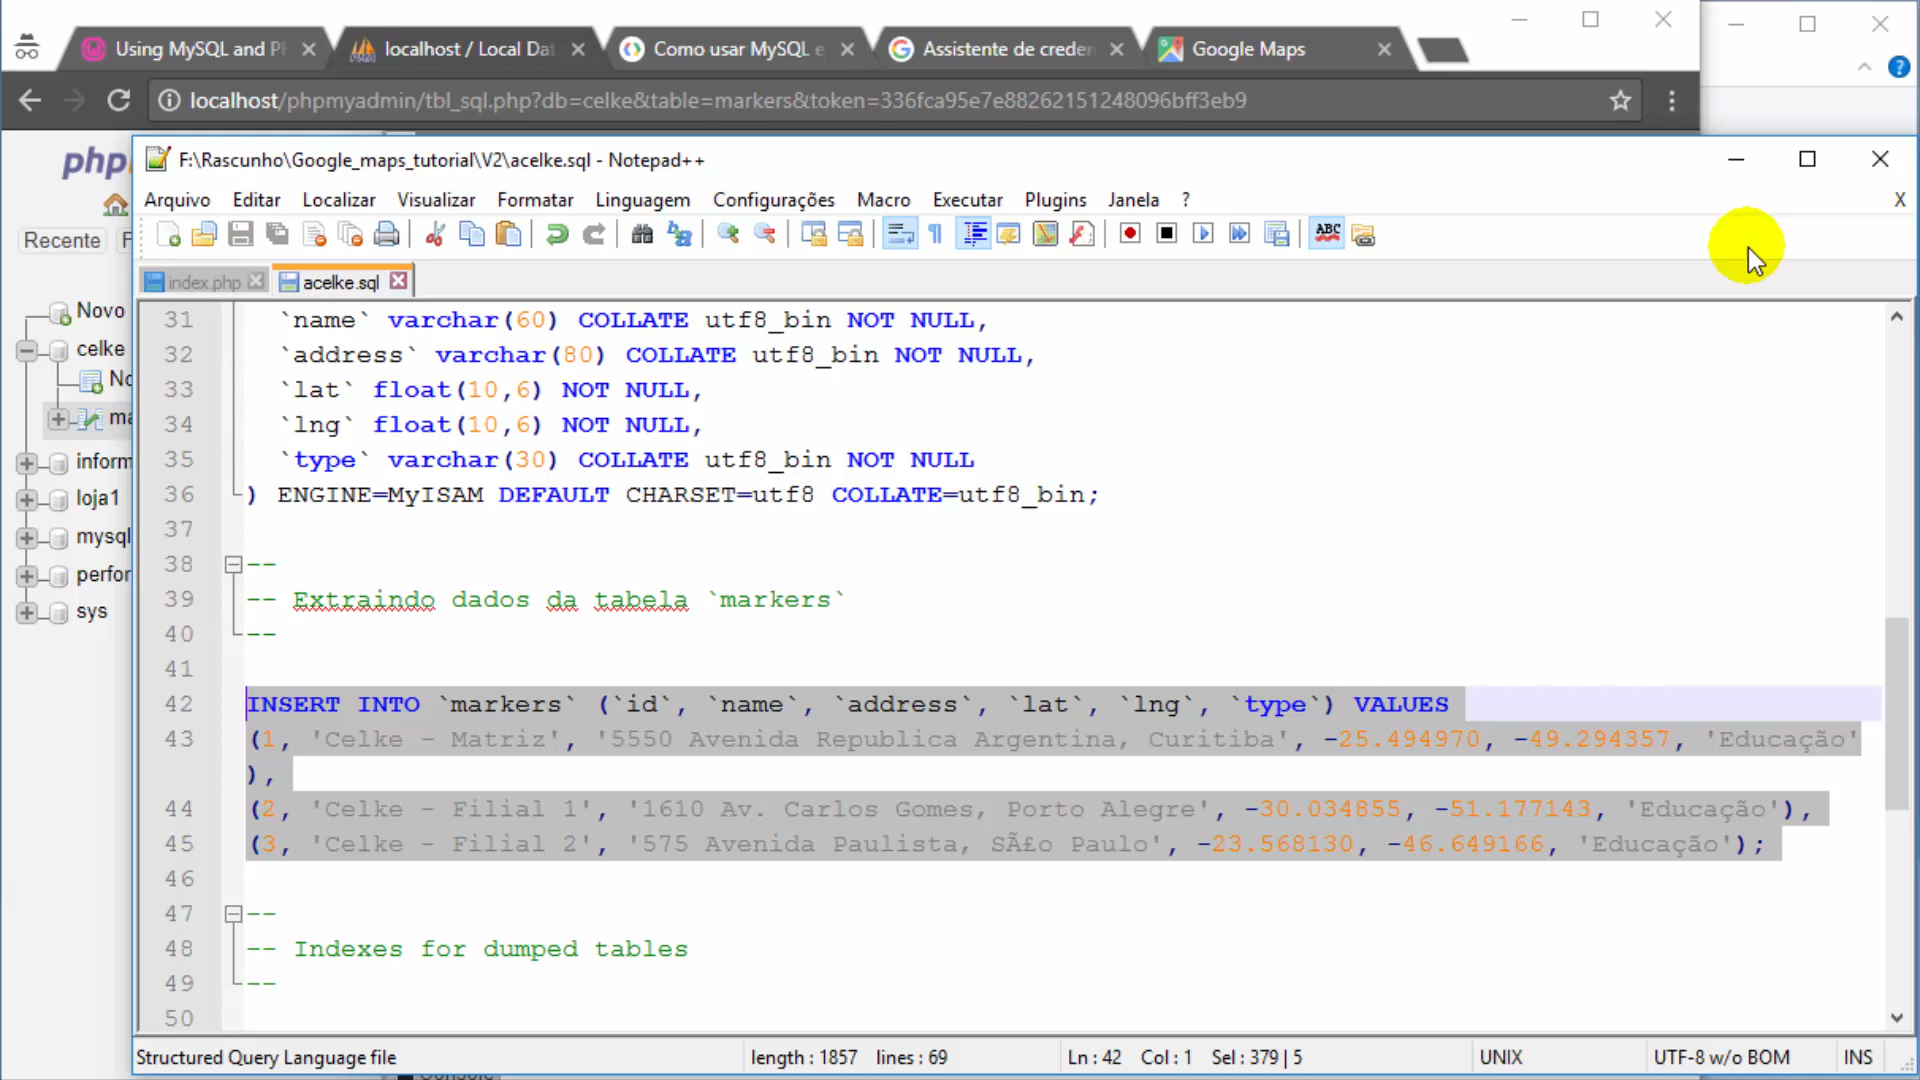 Using MySQL and P
localhost / Local Dat
Como usar MySQL e
Assistente de creden
Google Maps
localhost/phpmyadmin/tbl_sql.php?db=celke&table=markers&token=336fca95e7e88262151248096bff3eb9
php
Recente
Novo
celke
No
ma
inform
loja1
mysql
perfor
sys
F:\Rascunho\Google_maps_tutorial\V2\acelke.sql - Notepad++
Arquivo Editar Localizar Visualizar Formatar Linguagem Configurações Macro Executar Plugins Janela ?
X
ABC
index.php
acelke.sql
31 `name` varchar(60) COLLATE utf8_bin NOT NULL,
32 `address` varchar(80) COLLATE utf8_bin NOT NULL,
33 `lat` float(10,6) NOT NULL,
34 `lng` float(10,6) NOT NULL,
35 `type` varchar(30) COLLATE utf8_bin NOT NULL
36 ) ENGINE=MyISAM DEFAULT CHARSET=utf8 COLLATE=utf8_bin;
37
38 --
39 -- Extraindo dados da tabela `markers`
40 --
41
42 INSERT INTO `markers` (`id`, `name`, `address`, `lat`, `lng`, `type`) VALUES
43 (1, 'Celke - Matriz', '5550 Avenida Republica Argentina, Curitiba', -25.494970, -49.294357, 'Educação'
),
44 (2, 'Celke - Filial 1', '1610 Av. Carlos Gomes, Porto Alegre', -30.034855, -51.177143, 'Educação'),
45 (3, 'Celke - Filial 2', '575 Avenida Paulista, SÃ£o Paulo', -23.568130, -46.649166, 'Educação');
46
47 --
48 -- Indexes for dumped tables
49 --
50
Structured Query Language file
length : 1857 lines : 69
Ln : 42 Col : 1 Sel : 379 | 5
UNIX
UTF-8 w/o BOM
INS